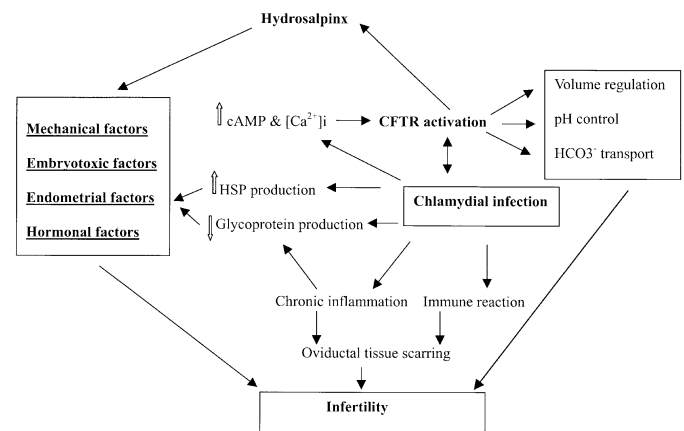 Hydrosalpinx
Volume regulation
pH control
HCO3⁻ transport
⇧ cAMP & [Ca²⁺]i
CFTR activation
Mechanical factors
Embryotoxic factors
Endometrial factors
Hormonal factors
⇧ HSP production
⇩ Glycoprotein production
Chlamydial infection
Chronic inflammation
Immune reaction
Oviductal tissue scarring
Infertility